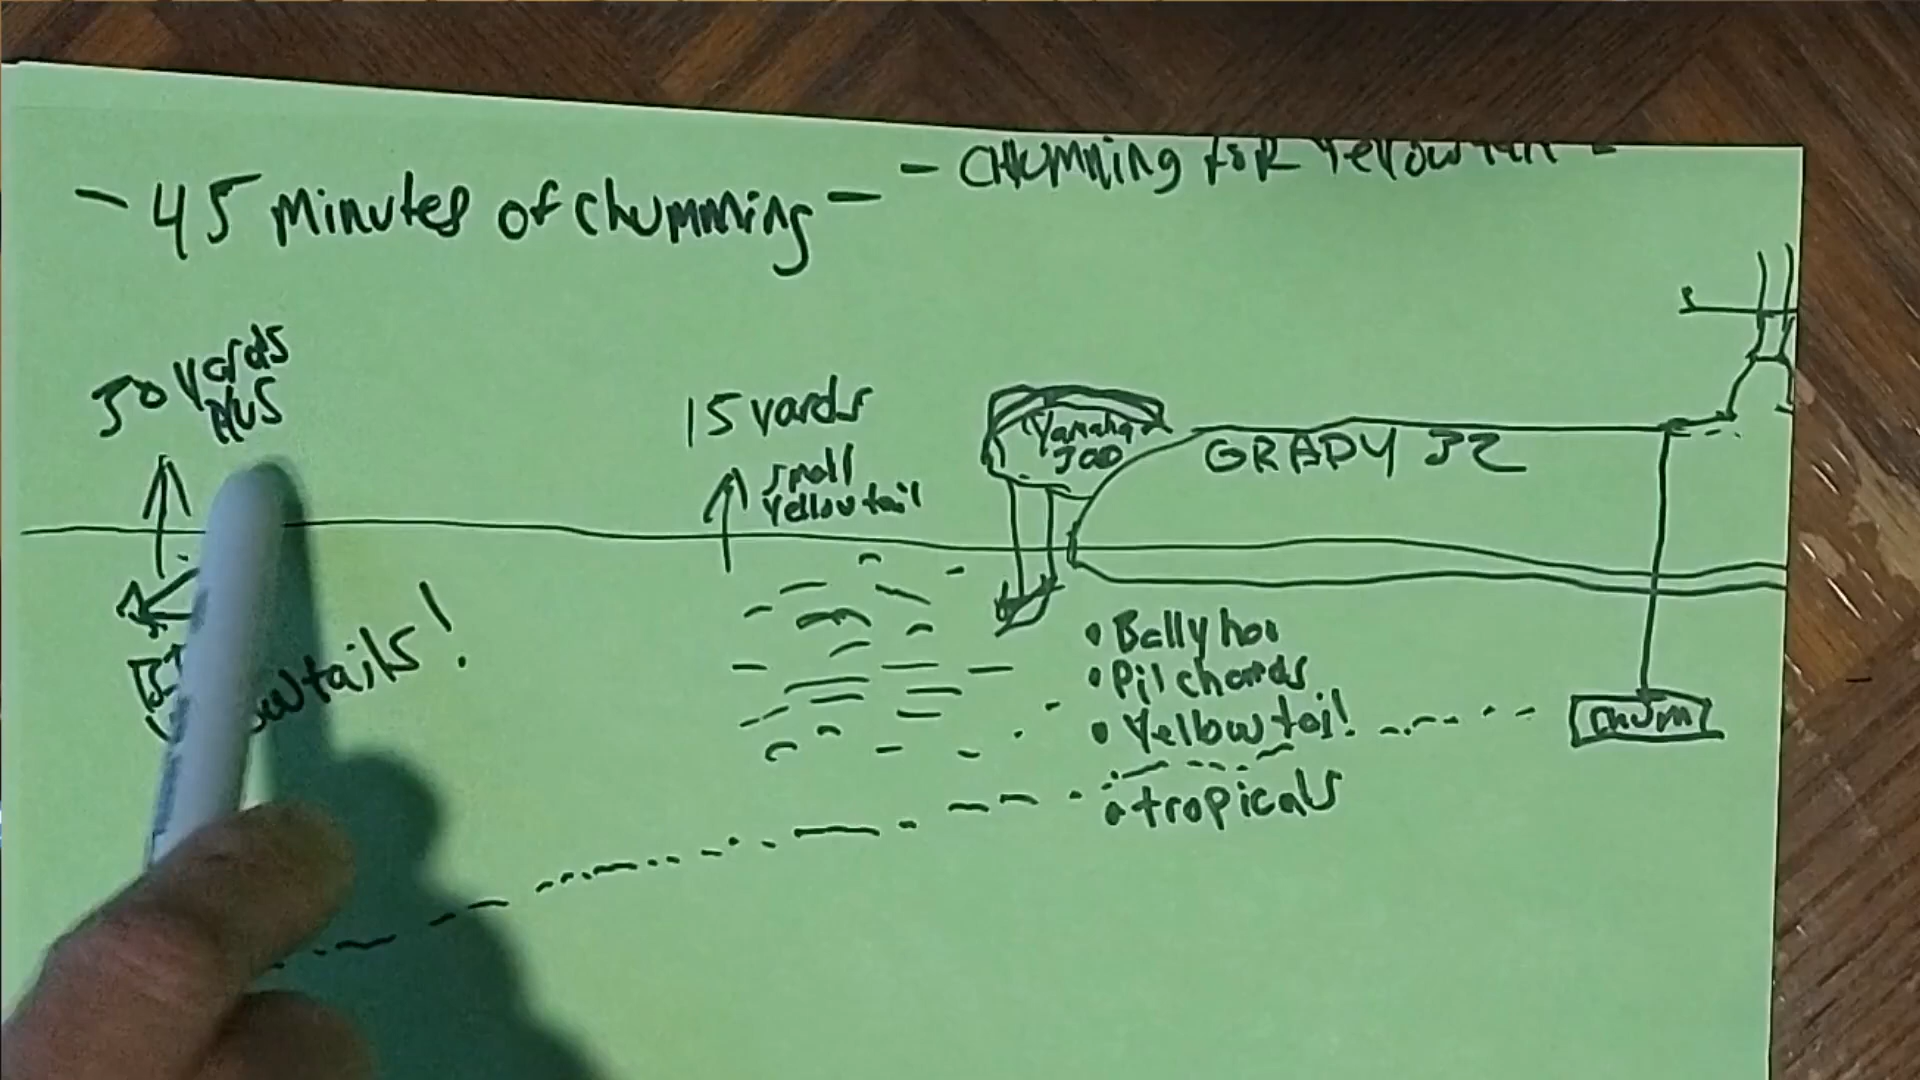 - 45 minutes of chumming -
- CHUMMing FOR Yellowtail -
30 Yards
Plus
15 yards
small
Yellowtail
Yamaha
300
GRADY 32
• Ballyhoo
• Pilchards
• Yellowtail
• tropicals
chum